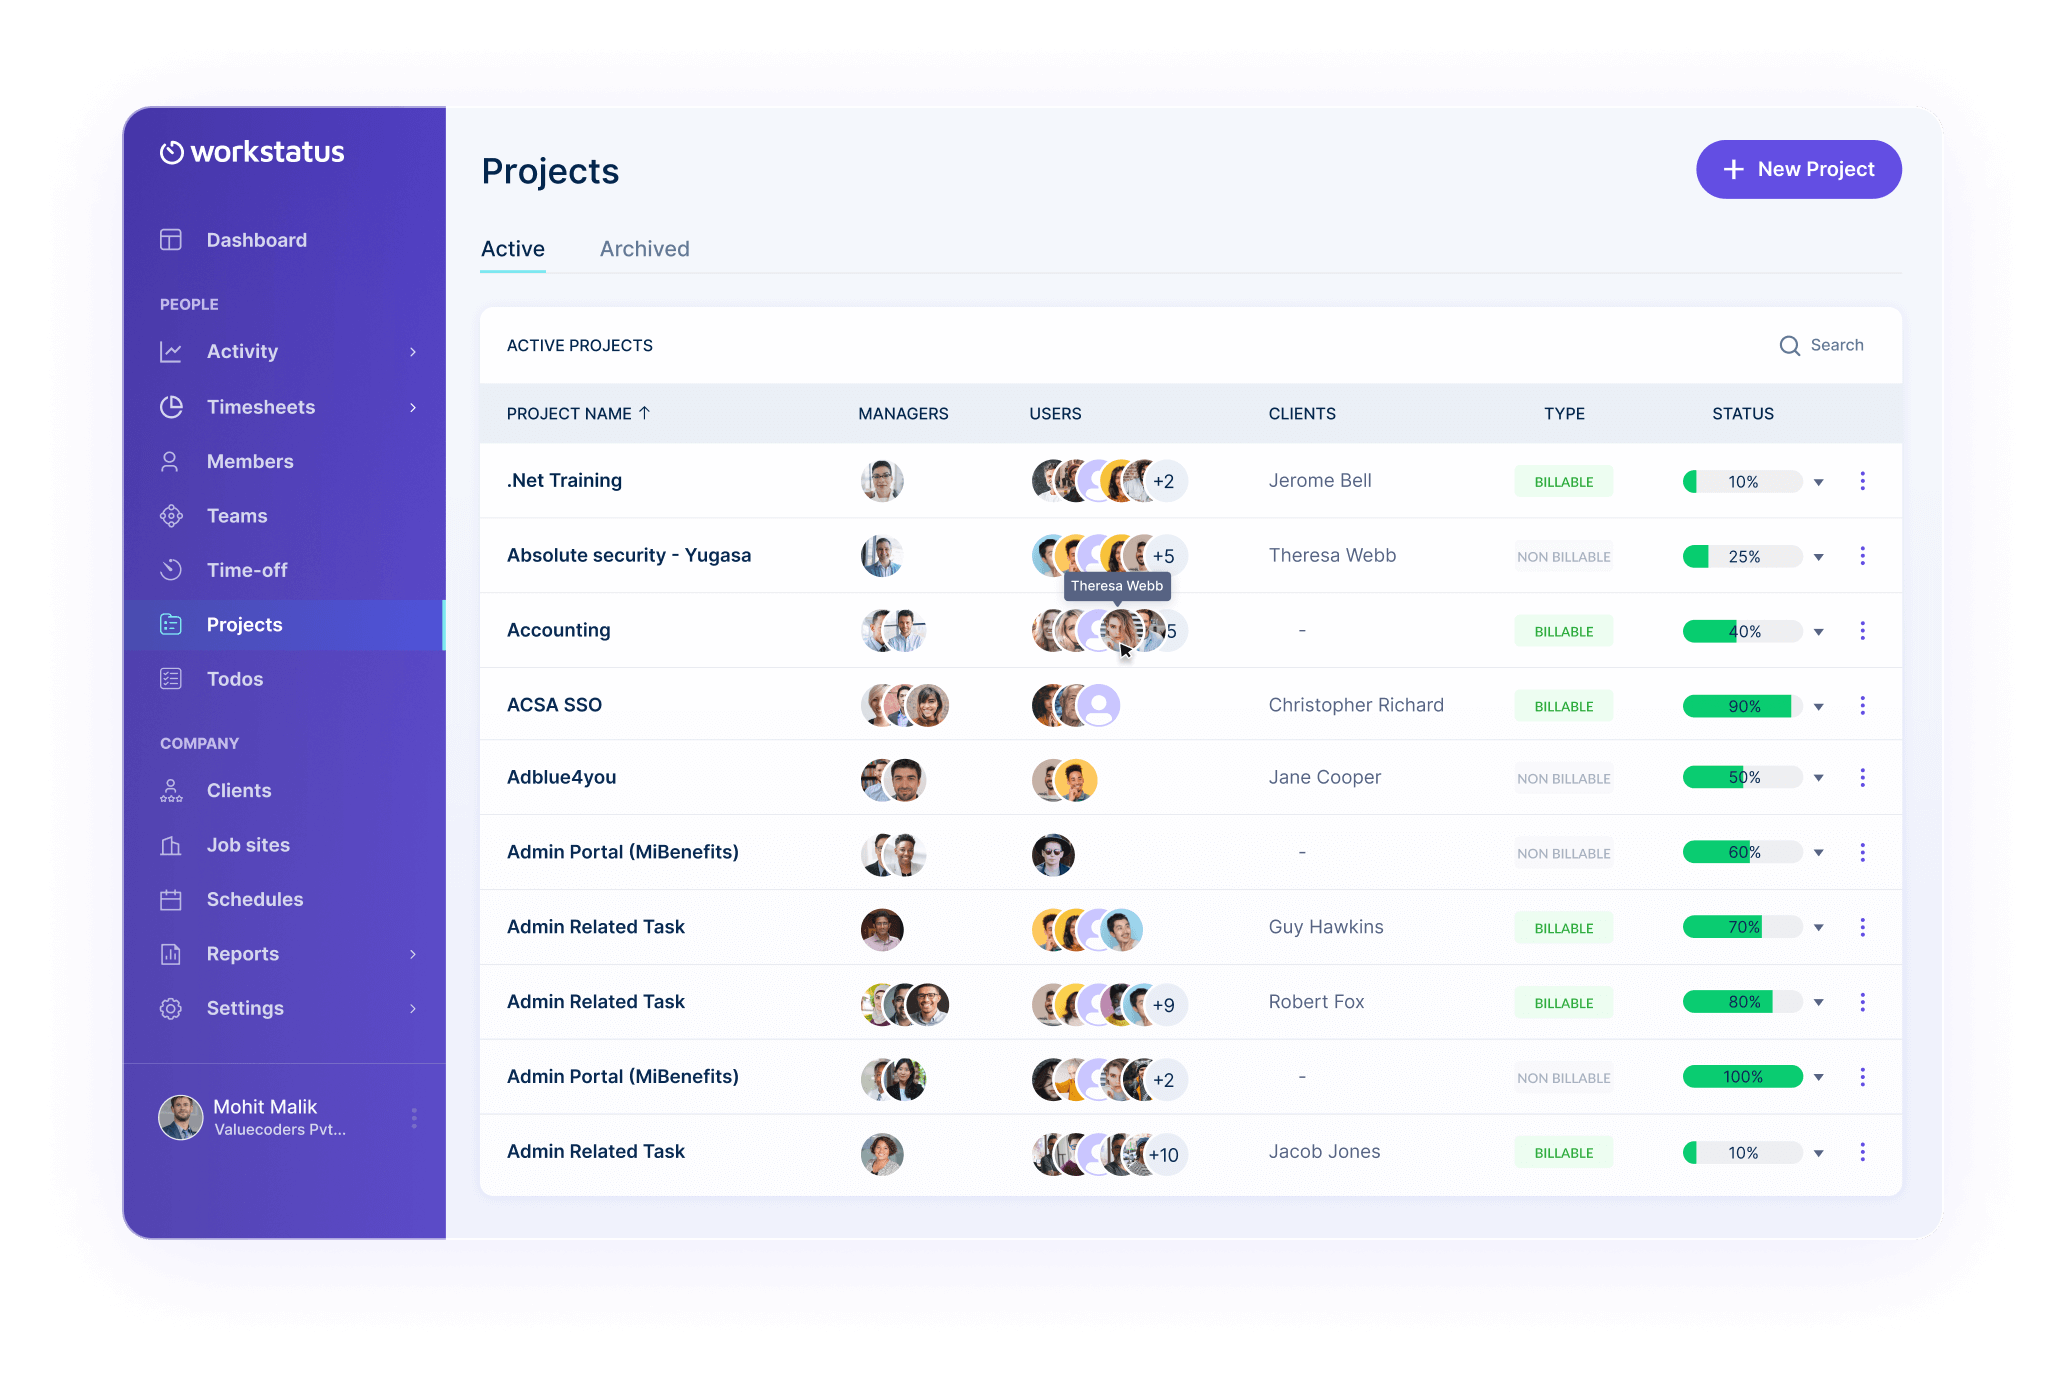 workstatus
Dashboard
PEOPLE
Activity
Timesheets
Members
Teams
Time-off
Projects
Todos
COMPANY
Clients
Job sites
Schedules
Reports
Settings
Mohit Malik
Valuecoders Pvt...
Projects
New Project
Active Archived
ACTIVE PROJECTS Search
PROJECT NAME ↑ MANAGERS USERS CLIENTS TYPE STATUS
.Net Training +2 Jerome Bell BILLABLE 10%
Absolute security - Yugasa +5 Theresa Webb NON BILLABLE 25%
Theresa Webb
Accounting 5 - BILLABLE 40%
ACSA SSO Christopher Richard BILLABLE 90%
Adblue4you Jane Cooper NON BILLABLE 50%
Admin Portal (MiBenefits) - NON BILLABLE 60%
Admin Related Task Guy Hawkins BILLABLE 70%
Admin Related Task +9 Robert Fox BILLABLE 80%
Admin Portal (MiBenefits) +2 - NON BILLABLE 100%
Admin Related Task +10 Jacob Jones BILLABLE 10%